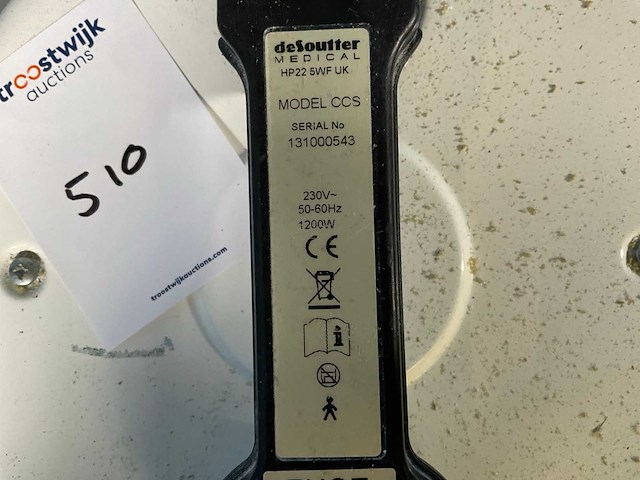 troostwijk
auctions
510
troostwijkauctions.com
deSoutter
MEDICAL
HP22 5WF UK
MODEL CCS
SERIAL No
131000543
230V~
50-60Hz
1200W
CE
i